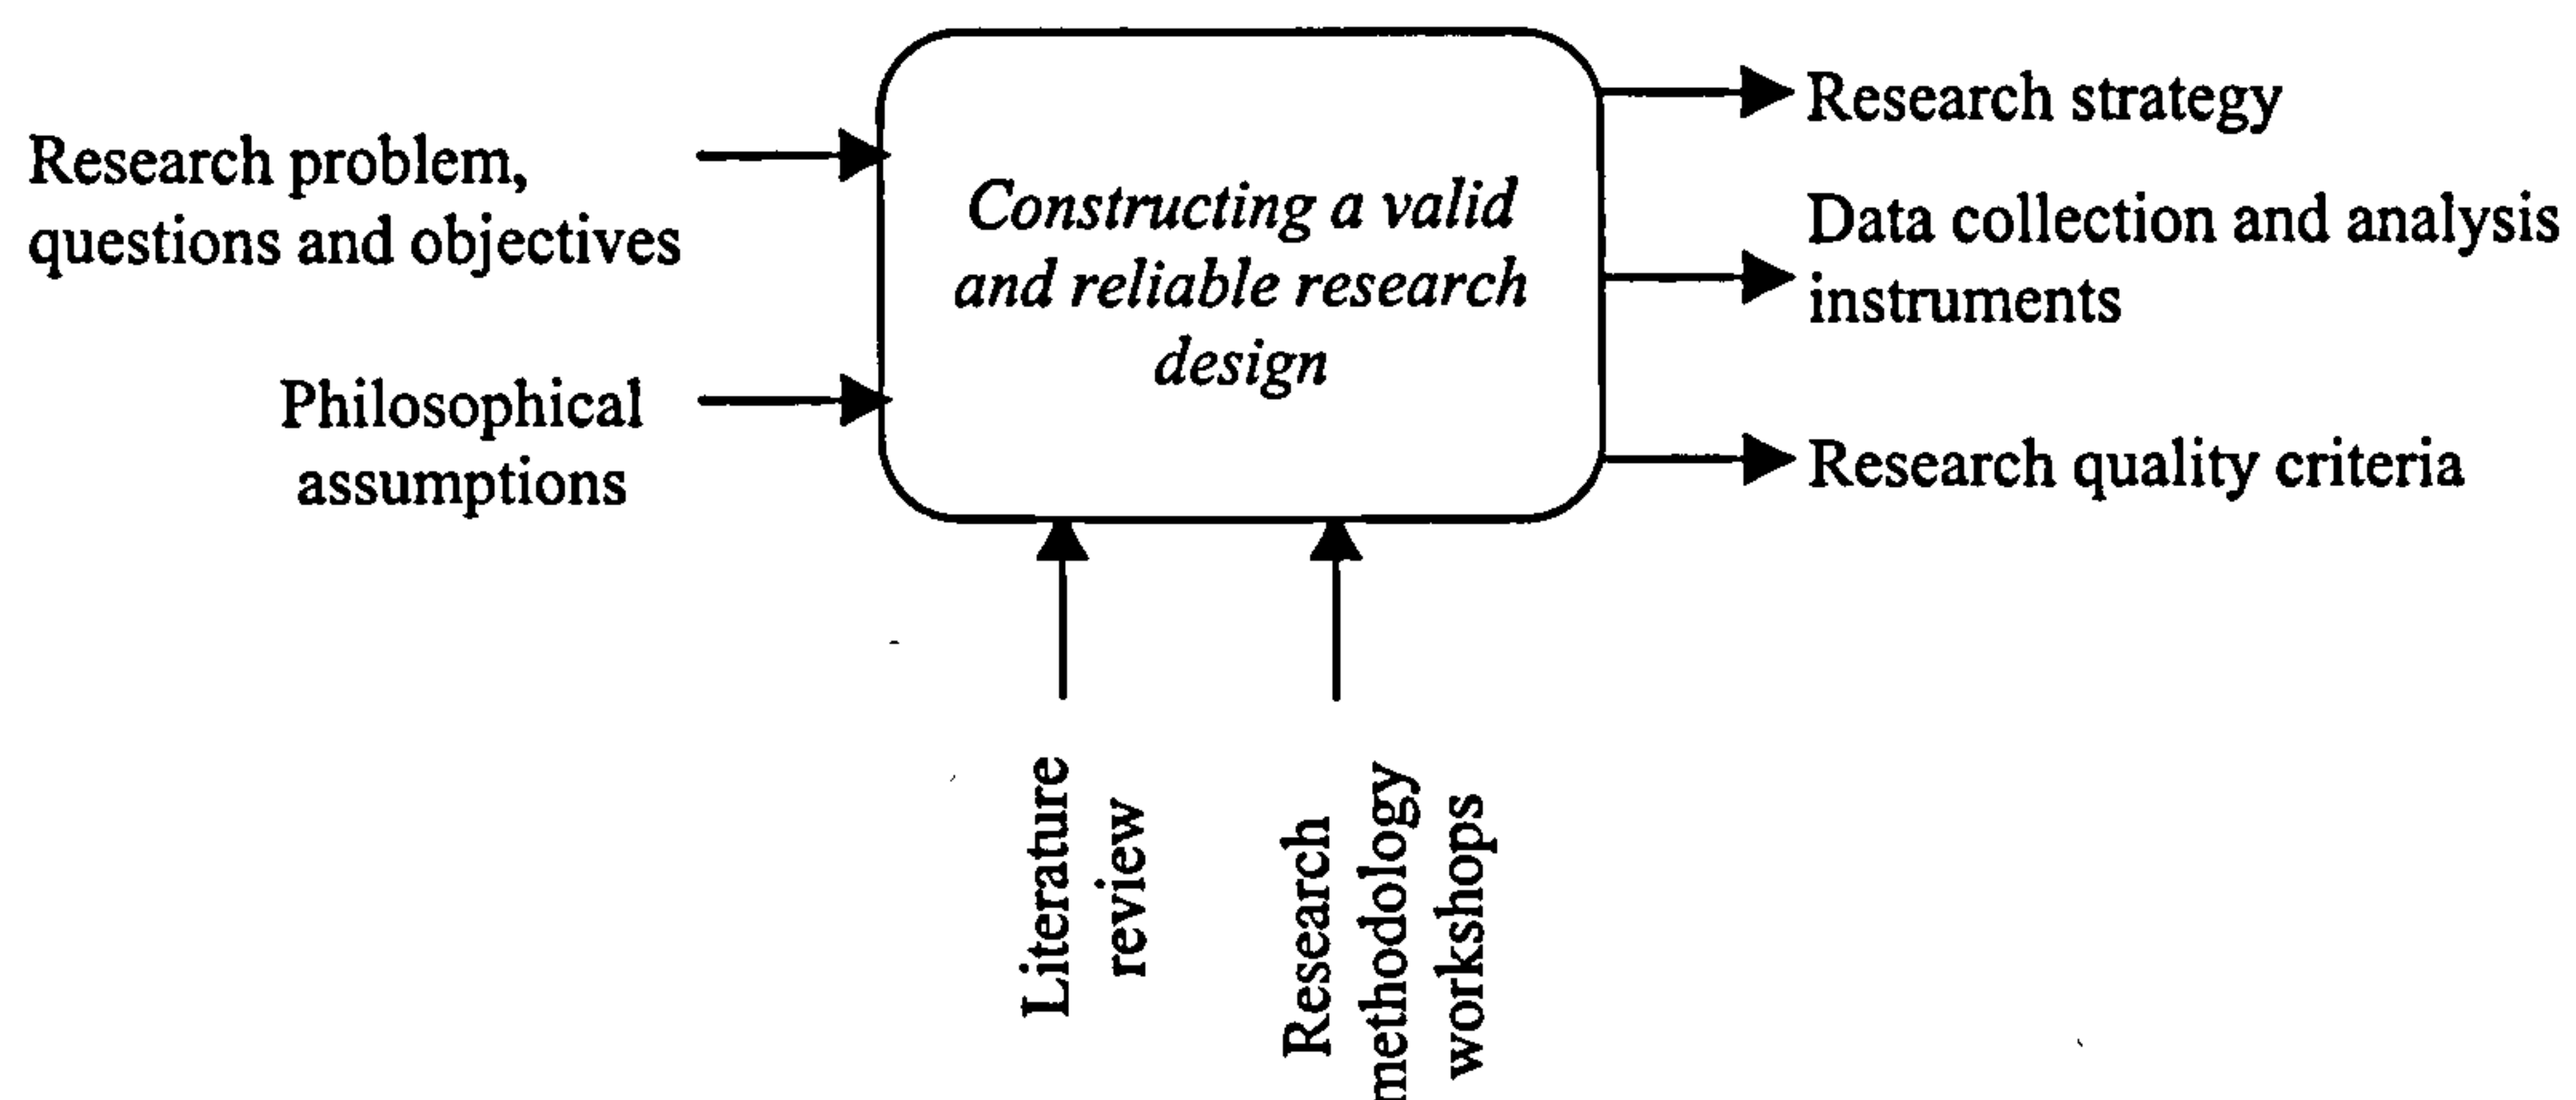 Research problem,
questions and objectives
Philosophical
assumptions
Constructing a valid
and reliable research
design
Research strategy
Data collection and analysis
instruments
Research quality criteria
Literature
review
Research
methodology
workshops